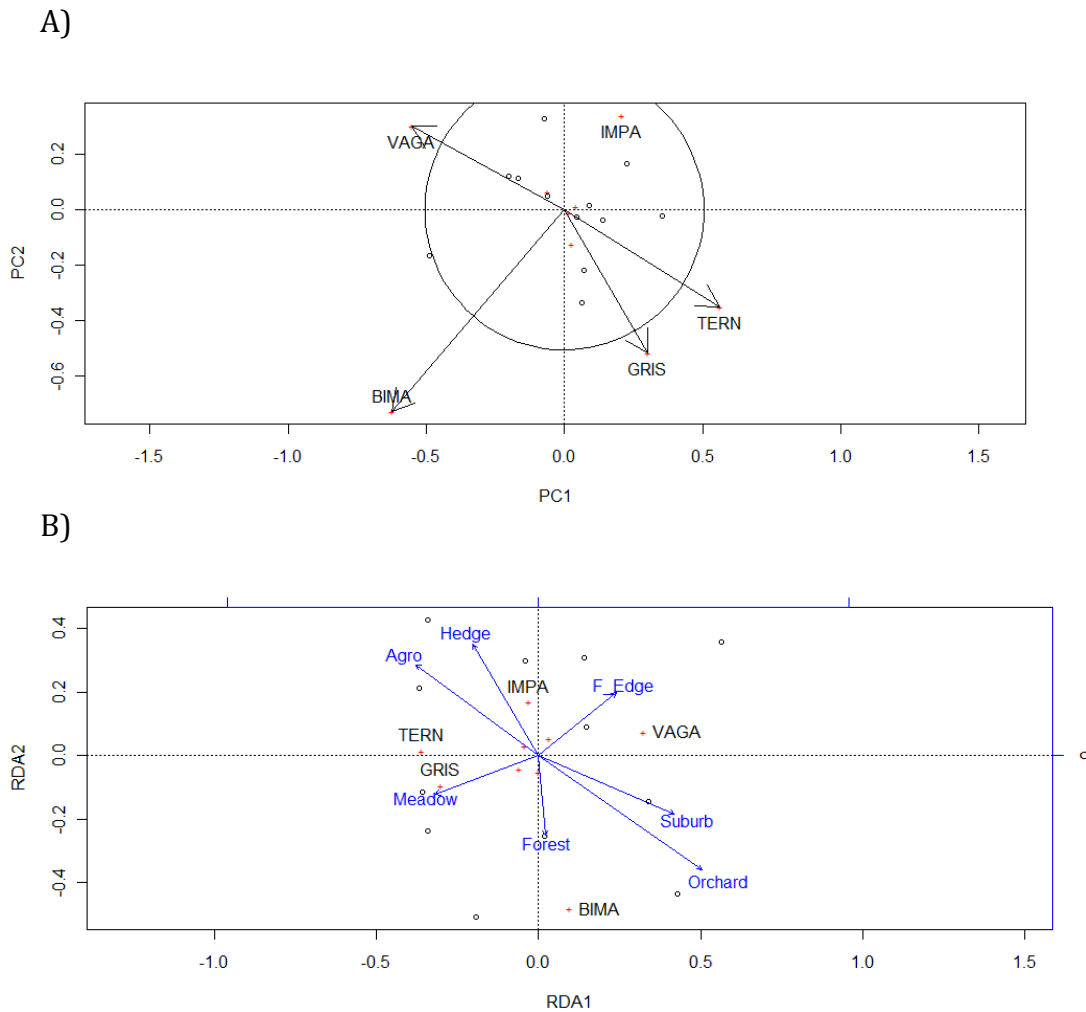 A)
VAGA
IMPA
TERN
GRIS
BIMA
0.2
0.0
-0.2
-0.4
-0.6
PC2
-1.5 -1.0 -0.5 0.0 0.5 1.0 1.5
PC1
B)
Hedge
Agro
IMPA
F_Edge
TERN
VAGA
GRIS
Meadow
Suburb
Forest
Orchard
BIMA
0.4
0.2
0.0
-0.2
-0.4
RDA2
0
-1.0 -0.5 0.0 0.5 1.0 1.5
RDA1